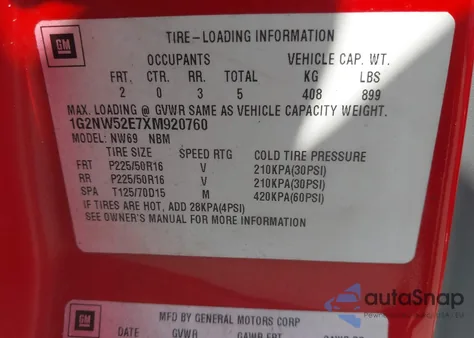 GM
TIRE-LOADING INFORMATION
OCCUPANTS VEHICLE CAP. WT.
FRT. CTR. RR. TOTAL KG LBS
2 0 3 5 408 899
MAX. LOADING @ GVWR SAME AS VEHICLE CAPACITY WEIGHT.
1G2NW52E7XM920760
MODEL: NW69 NBM
TIRE SIZE SPEED RTG COLD TIRE PRESSURE
FRT P225/50R16 V 210KPA(30PSI)
RR P225/50R16 V 210KPA(30PSI)
SPA T125/70D15 M 420KPA(60PSI)
IF TIRES ARE HOT, ADD 28KPA(4PSI)
SEE OWNER'S MANUAL FOR MORE INFORMATION
autoSnap
GM
MFD BY GENERAL MOTORS CORP
DATE GVWR GAWR FRT GAWR RR